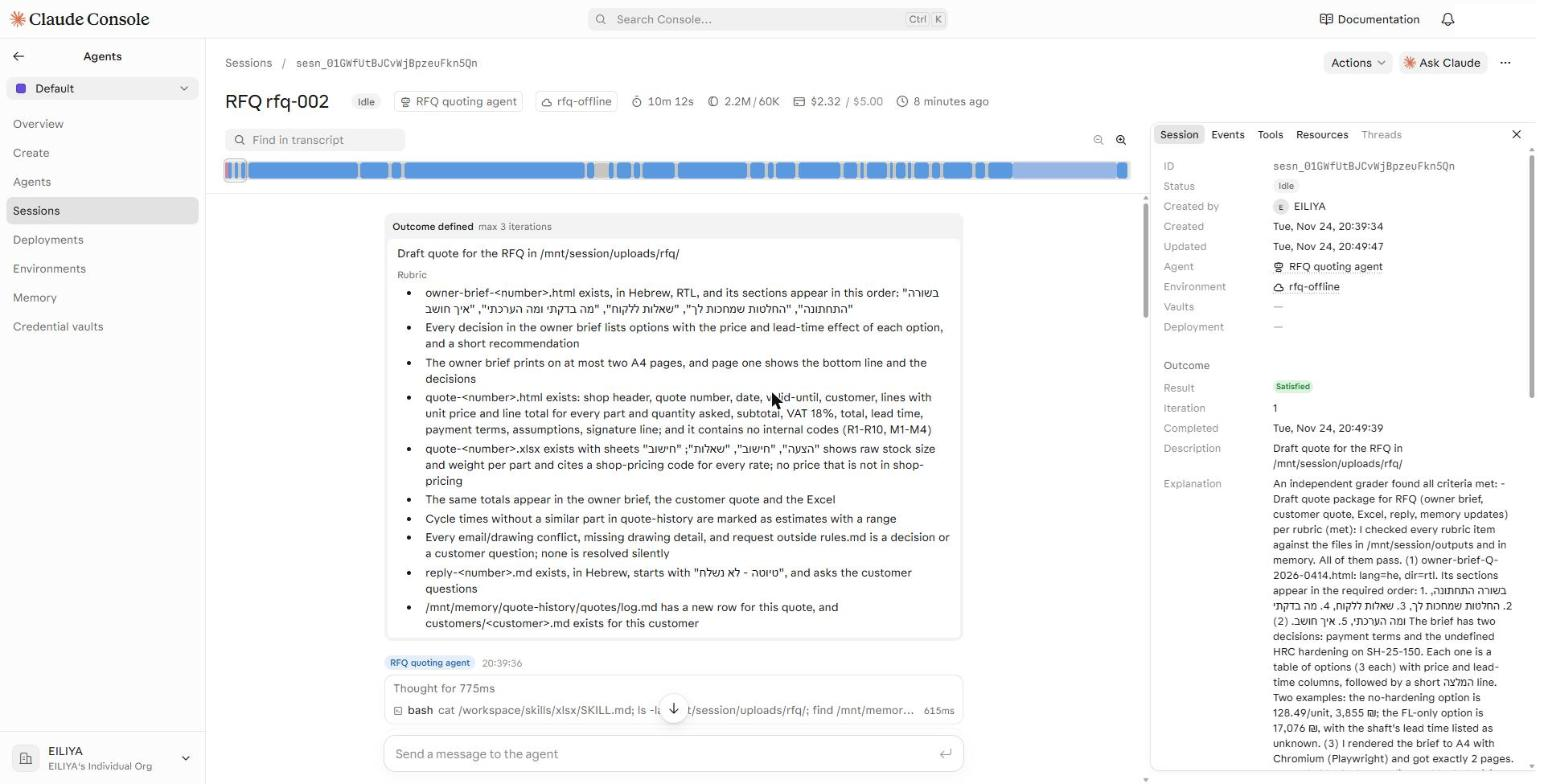 Claude Console
Search Console...
Ctrl K
Documentation
Agents
Default
Overview
Create
Agents
Sessions
Deployments
Environments
Memory
Credential vaults
EILIYA
EILIYA's Individual Org
Sessions / sesn_01GWfUtBJCvWjBpzeuFkn5Qn
Actions
Ask Claude
RFQ rfq-002
Idle
RFQ quoting agent
rfq-offline
10m 12s
2.2M / 60K
$2.32 / $5.00
8 minutes ago
Find in transcript
Outcome defined max 3 iterations
Draft quote for the RFQ in /mnt/session/uploads/rfq/
Rubric
owner-brief-<number>.html exists, in Hebrew, RTL, and its sections appear in this order: "בשורה
התחתונה", "החלטות שמחכות לך", "שאלות ללקוח", "מה בדקתי ומה הערכתי", "איך חושב"
Every decision in the owner brief lists options with the price and lead-time effect of each option,
and a short recommendation
The owner brief prints on at most two A4 pages, and page one shows the bottom line and the
decisions
quote-<number>.html exists: shop header, quote number, date, valid-until, customer, lines with
unit price and line total for every part and quantity asked, subtotal, VAT 18%, total, lead time,
payment terms, assumptions, signature line; and it contains no internal codes (R1-R10, M1-M4)
quote-<number>.xlsx exists with sheets "הצעה", "חישוב", "שאלות"; "חישוב" shows raw stock size
and weight per part and cites a shop-pricing code for every rate; no price that is not in shop-
pricing
The same totals appear in the owner brief, the customer quote and the Excel
Cycle times without a similar part in quote-history are marked as estimates with a range
Every email/drawing conflict, missing drawing detail, and request outside rules.md is a decision or
a customer question; none is resolved silently
reply-<number>.md exists, in Hebrew, starts with "טיוטה - לא נשלח", and asks the customer
questions
/mnt/memory/quote-history/quotes/log.md has a new row for this quote, and
customers/<customer>.md exists for this customer
RFQ quoting agent 20:39:36
Thought for 775ms
bash cat /workspace/skills/xlsx/SKILL.md; ls -la t/session/uploads/rfq/; find /mnt/memor... 615ms
Send a message to the agent
Session Events Tools Resources Threads
ID sesn_01GWfUtBJCvWjBpzeuFkn5Qn
Status Idle
Created by E EILIYA
Created Tue, Nov 24, 20:39:34
Updated Tue, Nov 24, 20:49:47
Agent RFQ quoting agent
Environment rfq-offline
Vaults —
Deployment —
Outcome
Result Satisfied
Iteration 1
Completed Tue, Nov 24, 20:49:39
Description Draft quote for the RFQ in
/mnt/session/uploads/rfq/
Explanation An independent grader found all criteria met: -
Draft quote package for RFQ (owner brief,
customer quote, Excel, reply, memory updates)
per rubric (met): I checked every rubric item
against the files in /mnt/session/outputs and in
memory. All of them pass. (1) owner-brief-Q-
2026-0414.html: lang=he, dir=rtl. Its sections
appear in the required order: 1. בשורה התחתונה,
2. החלטות שמחכות לך, 3. שאלות ללקוח, 4. מה בדקתי
ומה הערכתי, 5. איך חושב. (2) The brief has two
decisions: payment terms and the undefined
HRC hardening on SH-25-150. Each one is a
table of options (3 each) with price and lead-
time columns, followed by a short המלצה line.
Two examples: the no-hardening option is
128.49/unit, 3,855 ₪; the FL-only option is
17,076 ₪, with the shaft's lead time listed as
unknown. (3) I rendered the brief to A4 with
Chromium (Playwright) and got exactly 2 pages.